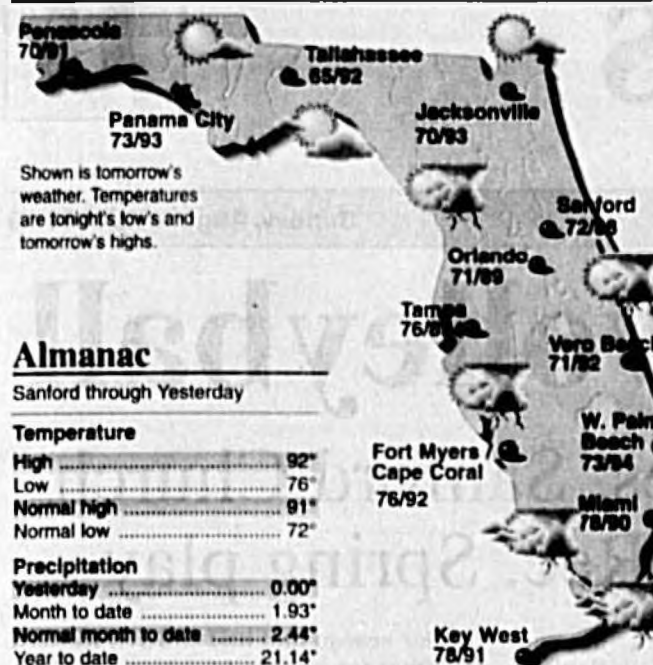 Pensacola
70/91
Tallahassee
65/92
Panama City
73/93
Jacksonville
70/93
Shown is tomorrow's
weather. Temperatures
are tonight's low's and
tomorrow's highs.
Sanford
Orlando
71/89
Tampa
Vero Beach
71/92
W. Palm
Beach
73/94
Fort Myers
Cape Coral
76/92
Miami
78/90
Key West
78/91
Almanac
Sanford through Yesterday
Temperature
High 92°
Low 76°
Normal high 91°
Normal low 72°
Precipitation
Yesterday 0.00"
Month to date 1.93"
Normal month to date 2.44"
Year to date 21.14"